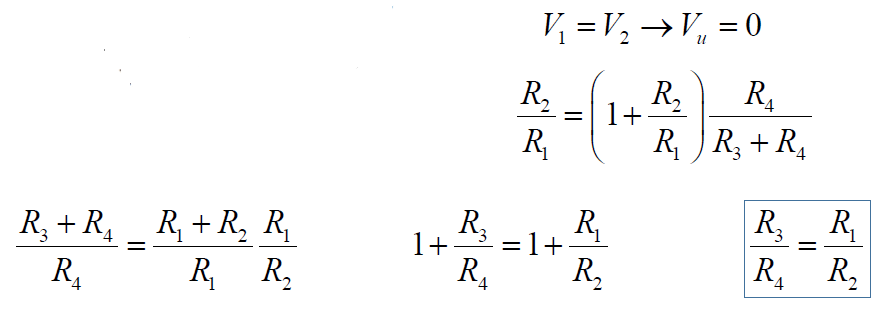 V₁ = V₂ → Vᵤ = 0
R₂/R₁ = (1 + R₂/R₁) R₄/(R₃ + R₄)
(R₃ + R₄)/R₄ = (R₁ + R₂)/R₁ R₁/R₂
1 + R₃/R₄ = 1 + R₁/R₂
R₃/R₄ = R₁/R₂